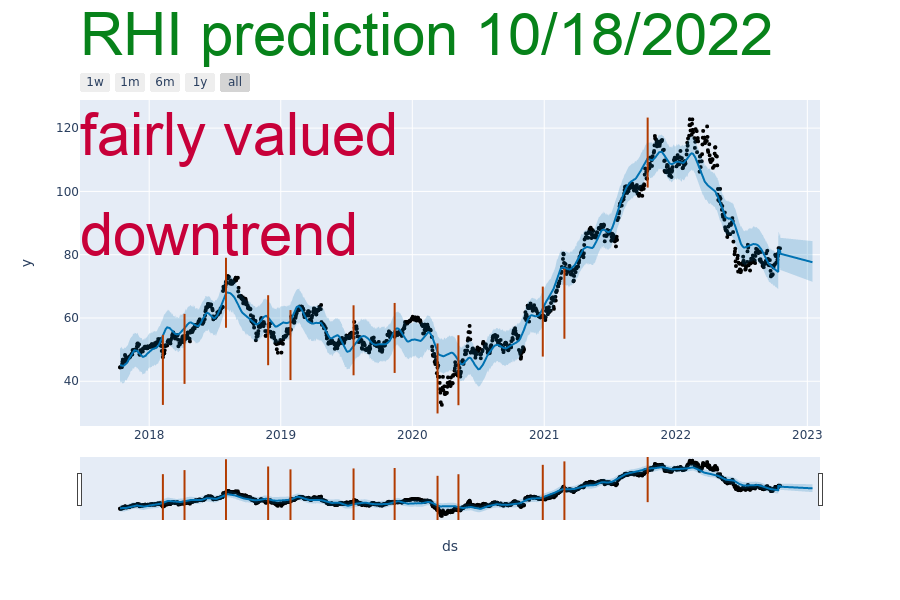 RHI prediction 10/18/2022
1w 1m 6m 1y all
fairly valued
downtrend
120
100
80
60
40
y
2018 2019 2020 2021 2022 2023
ds